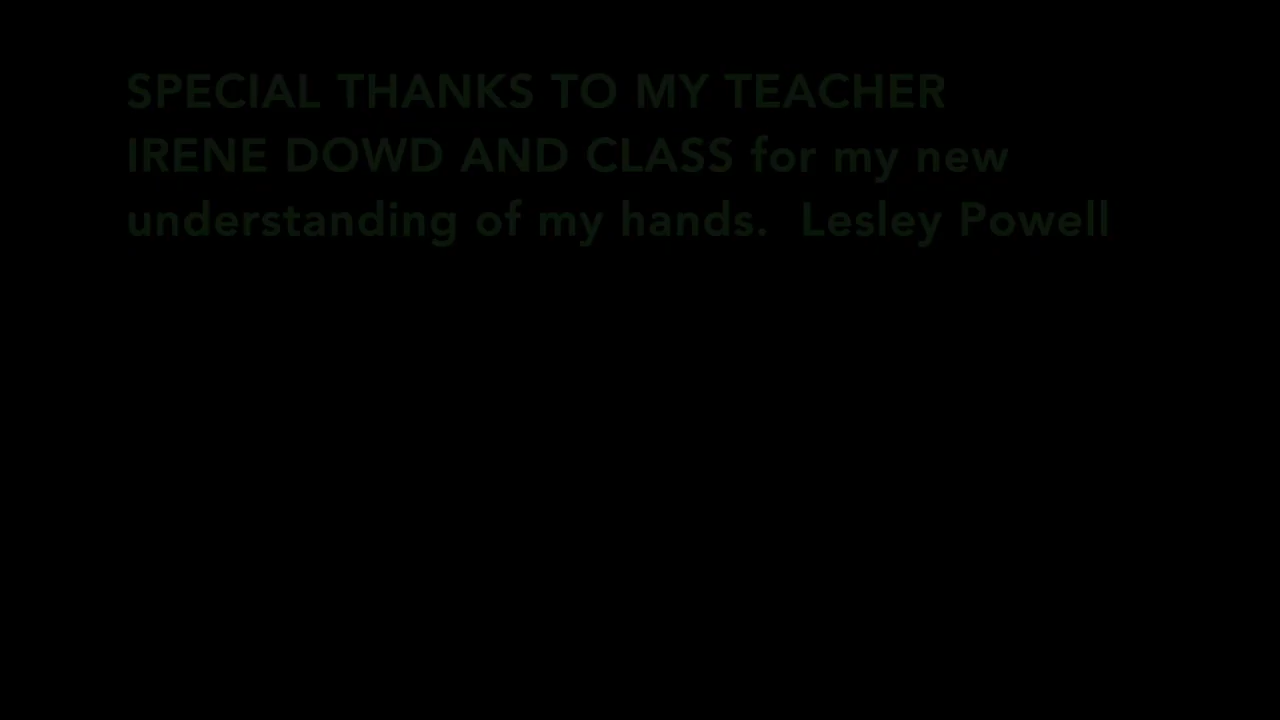 SPECIAL THANKS TO MY TEACHER
IRENE DOWD AND CLASS for my new
understanding of my hands.  Lesley Powell